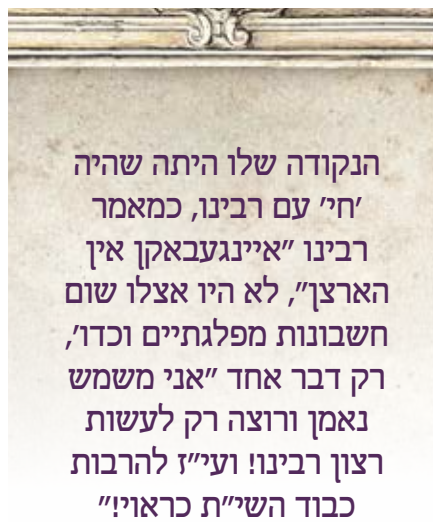 הנקודה שלו היתה שהיה
'חי' עם רבינו, כמאמר
רבינו "איינגעבאקן אין
הארצן", לא היו אצלו שום
חשבונות מפלגתיים וכדו',
רק דבר אחד "אני משמש
נאמן ורוצה רק לעשות
רצון רבינו! ועי"ז להרבות
כבוד השי"ת כראוי!"